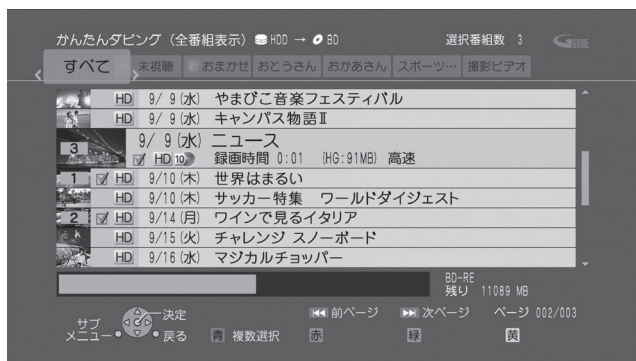 かんたんダビング（全番組表示） HDD → BD 選択番組数 3 GGUIDE
すべて 未視聴 新 おまかせ おとうさん おかあさん スポーツ… 撮影ビデオ
HD 9/ 9(水) やまびこ音楽フェスティバル
HD 9/ 9(水) キャンパス物語Ⅱ
3 9/ 9(水) ニュース
HD 10 録画時間 0:01 (HG:91MB) 高速
1 HD 9/10(木) 世界はまるい
HD 9/10(木) サッカー特集 ワールドダイジェスト
2 HD 9/14(月) ワインで見るイタリア
HD 9/15(火) チャレンジ スノーボード
HD 9/16(水) マジカルチョッパー
BD-RE
残り 11089 MB
サブメニュー 決定 戻る 青 複数選択 赤 前ページ 緑 次ページ 黄 ページ 002/003